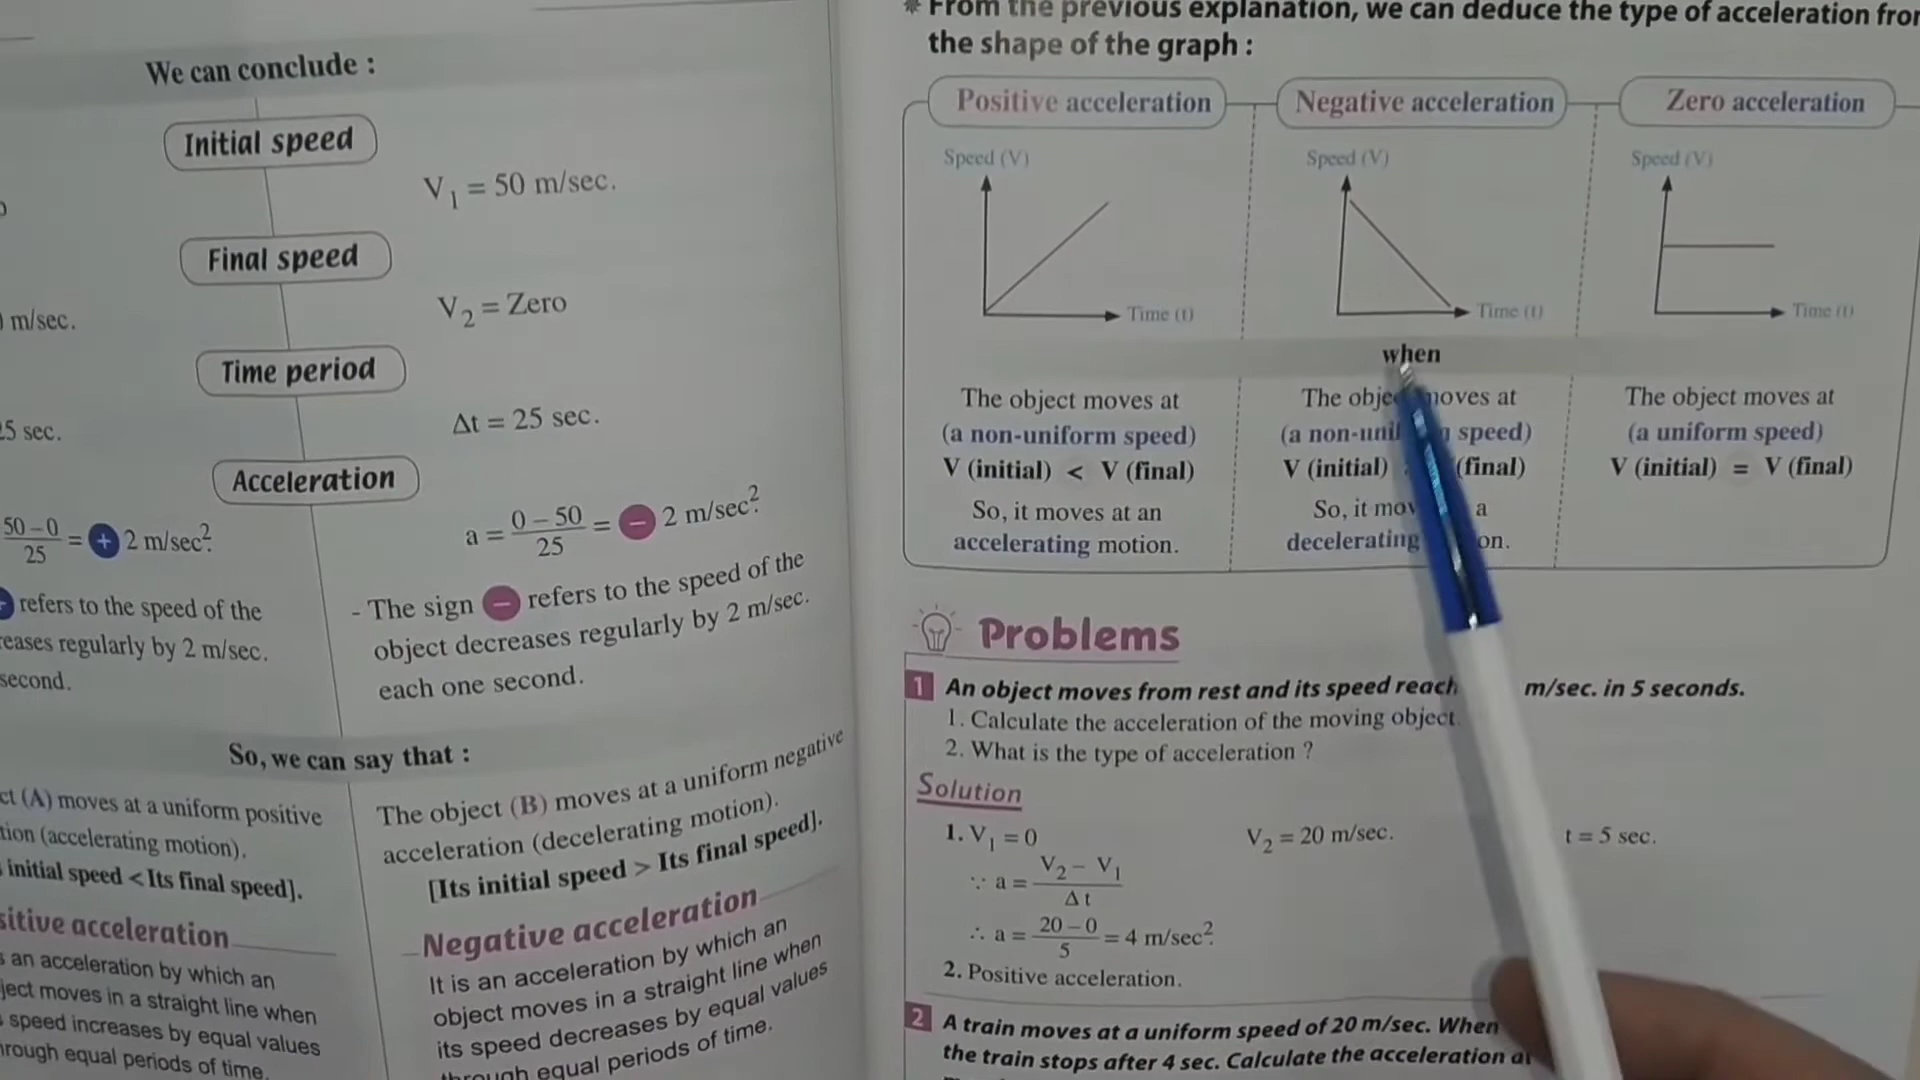 We can conclude :
Initial speed
V1 = 50 m/sec.
Final speed
V2 = Zero
m/sec.
Time period
Δt = 25 sec.
5 sec.
Acceleration
50 – 0 / 25 = + 2 m/sec².
a = 0 – 50 / 25 = – 2 m/sec².
refers to the speed of the
reases regularly by 2 m/sec.
second.
- The sign – refers to the speed of the
object decreases regularly by 2 m/sec.
each one second.
So, we can say that :
ct (A) moves at a uniform positive
tion (accelerating motion).
initial speed < Its final speed].
sitive acceleration
an acceleration by which an
ject moves in a straight line when
speed increases by equal values
hrough equal periods of time.
The object (B) moves at a uniform negative
acceleration (decelerating motion).
[Its initial speed > Its final speed].
Negative acceleration
It is an acceleration by which an
object moves in a straight line when
its speed decreases by equal values
through equal periods of time.
* From the previous explanation, we can deduce the type of acceleration from
the shape of the graph :
Positive acceleration
Negative acceleration
Zero acceleration
Speed (V)
Speed (V)
Speed (V)
Time (t)
Time (t)
Time (t)
when
The object moves at
(a non-uniform speed)
V (initial) < V (final)
So, it moves at an
accelerating motion.
The obje moves at
(a non-uni speed)
V (initial) (final)
So, it mov a
decelerating on.
The object moves at
(a uniform speed)
V (initial) = V (final)
Problems
1 An object moves from rest and its speed reach m/sec. in 5 seconds.
1. Calculate the acceleration of the moving object.
2. What is the type of acceleration ?
Solution
1. V1 = 0 V2 = 20 m/sec. t = 5 sec.
∵ a = V2 – V1 / Δt
∴ a = 20 – 0 / 5 = 4 m/sec².
2. Positive acceleration.
2 A train moves at a uniform speed of 20 m/sec. When
the train stops after 4 sec. Calculate the acceleration